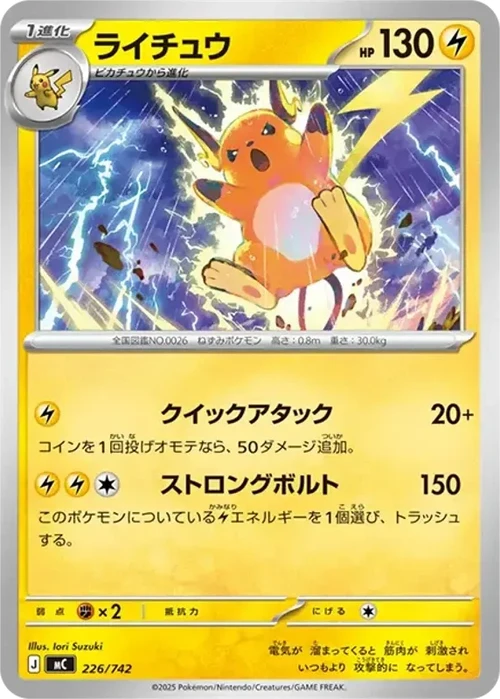 1進化 ライチュウ HP 130
ピカチュウから進化
全国図鑑NO.0026 ねずみポケモン 高さ:0.8m 重さ:30.0kg
クイックアタック 20+
コインを1回投げオモテなら、50ダメージ追加。
ストロングボルト 150
このポケモンについているエネルギーを1個選び、トラッシュ
する。
弱点 ×2 抵抗力 にげる
Illus. Iori Suzuki
電気が 溜まってくると 筋肉が 刺激され
いつもより 攻撃的に なってしまう。
J MC 226/742
©2025 Pokémon/Nintendo/Creatures/GAME FREAK.